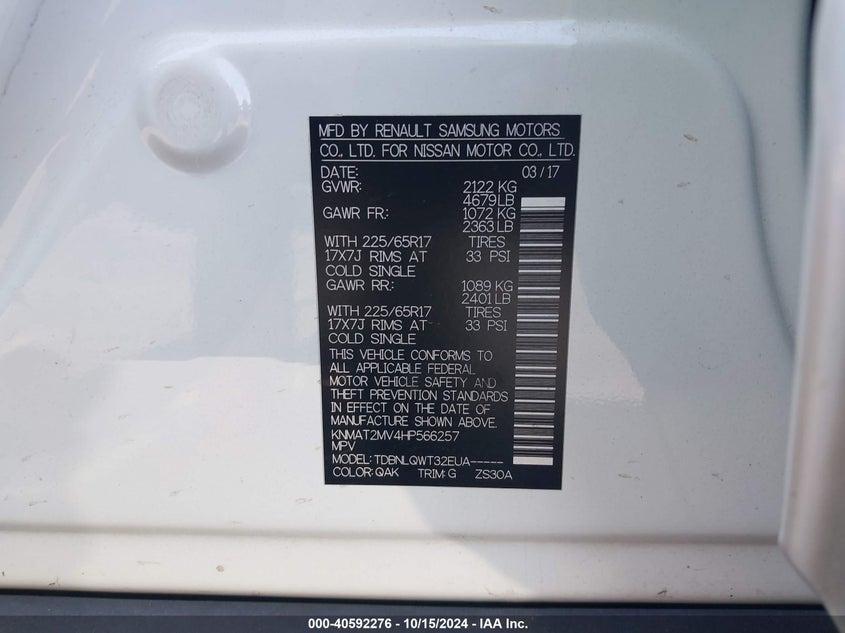 MFD BY RENAULT SAMSUNG MOTORS
CO., LTD. FOR NISSAN MOTOR CO., LTD.
DATE: 03/17
GVWR: 2122 KG
4679LB
GAWR FR.: 1072 KG
2363 LB
WITH 225/65R17 TIRES
17X7J RIMS AT 33 PSI
COLD SINGLE
GAWR RR.: 1089 KG
2401LB
WITH 225/65R17 TIRES
17X7J RIMS AT 33 PSI
COLD SINGLE
THIS VEHICLE CONFORMS TO
ALL APPLICABLE FEDERAL
MOTOR VEHICLE SAFETY AND
THEFT PREVENTION STANDARDS
IN EFFECT ON THE DATE OF
MANUFACTURE SHOWN ABOVE.
KNMAT2MV4HP566257
MPV
MODEL: TDBNLQWT32EUA-----
COLOR: QAK TRIM: G ZS30A
000-40592276 - 10/15/2024 - IAA Inc.